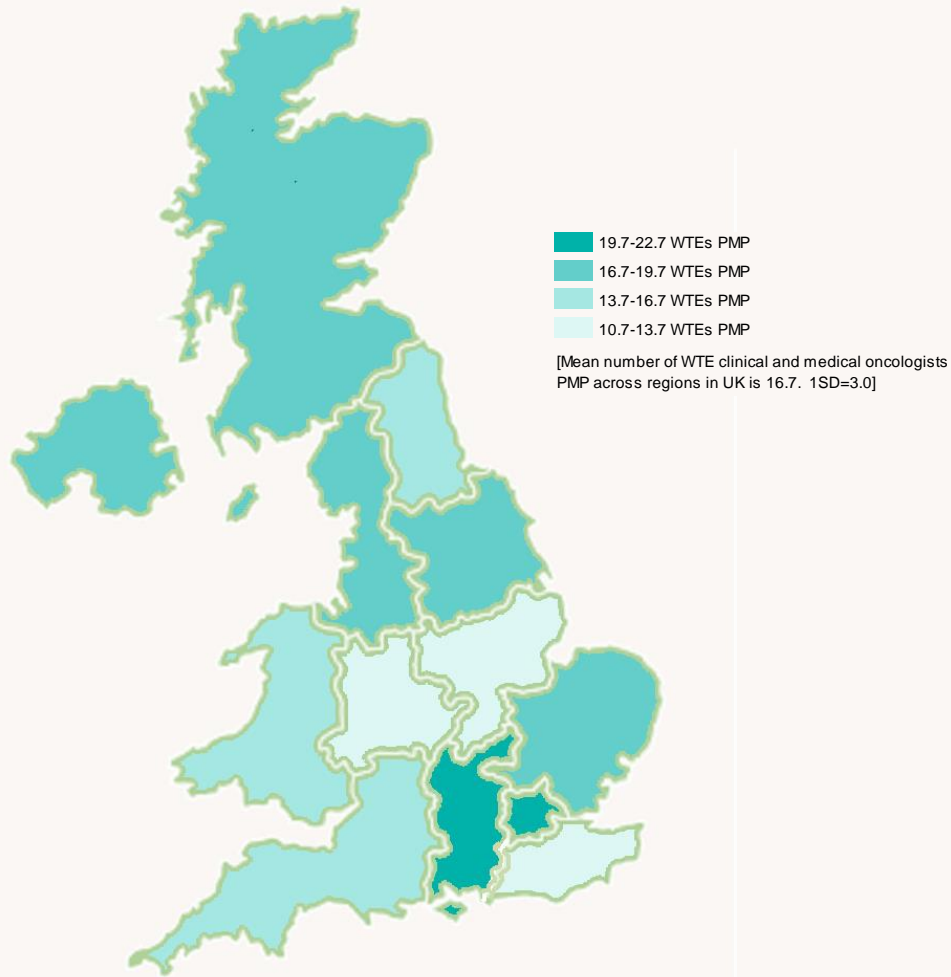 19.7-22.7 WTEs PMP
16.7-19.7 WTEs PMP
13.7-16.7 WTEs PMP
10.7-13.7 WTEs PMP
[Mean number of WTE clinical and medical oncologists
PMP across regions in UK is 16.7. 1SD=3.0]